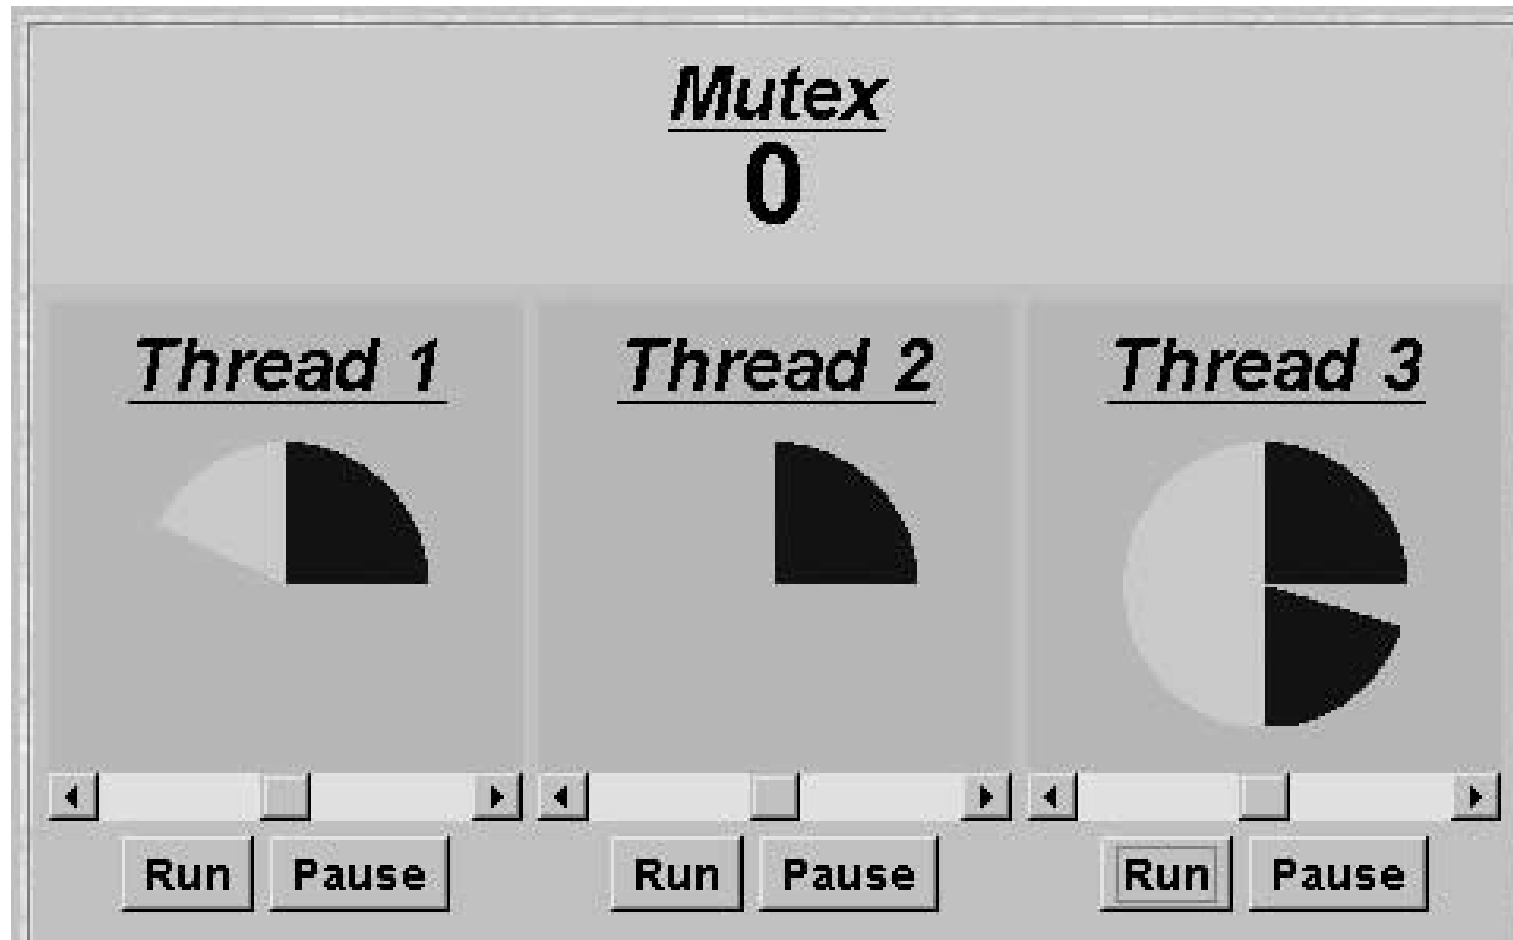 Mutex
0
Thread 1 Thread 2 Thread 3
Run Pause Run Pause Run Pause